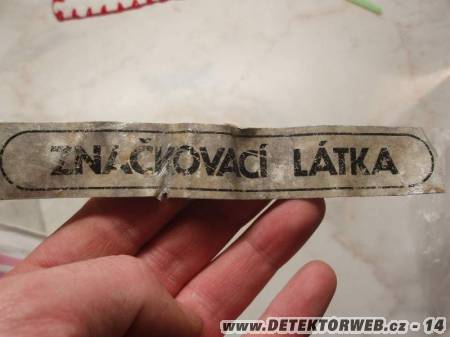 ZNAČKOVACÍ LÁTKA
www.DETEKTORWEB.cz - 14